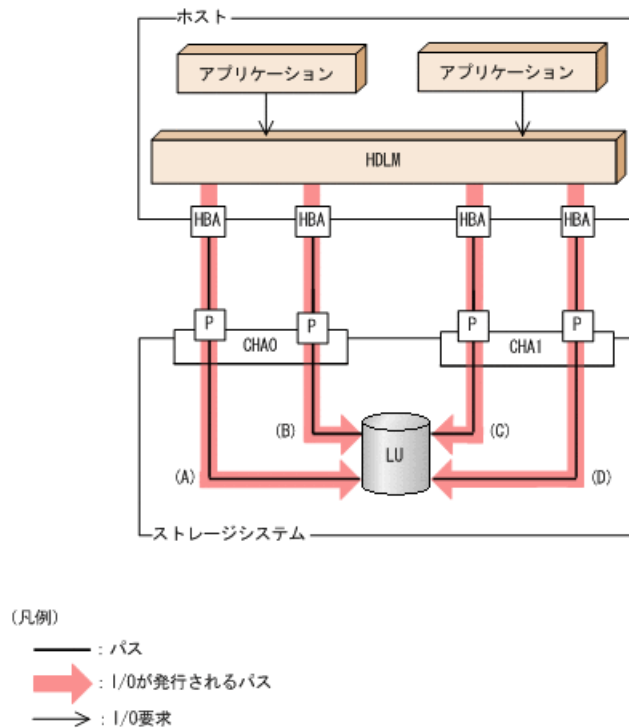 ホスト
アプリケーション アプリケーション
HDLM
HBA HBA HBA HBA
P P P P
CHA0 CHA1
(B) (C)
LU
(A) (D)
ストレージシステム
(凡例)
: パス
: I/Oが発行されるパス
: I/O要求